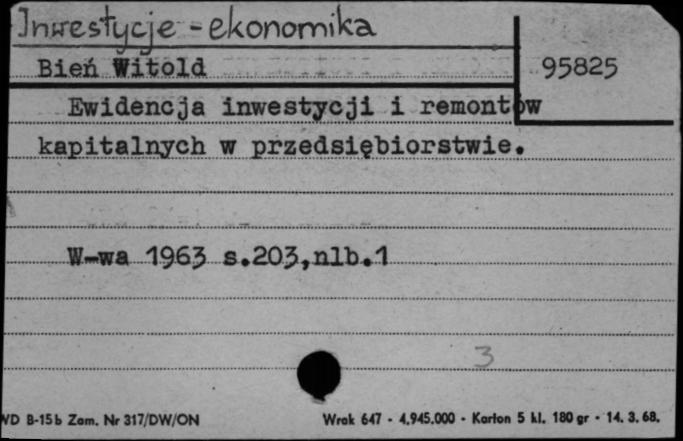 Inwestycje - ekonomika
Bień Witold 95825
Ewidencja inwestycji i remontów
kapitalnych w przedsiębiorstwie.
W-wa 1963 s.203,nlb.1
3
WD B-15b Zam. Nr 317/DW/ON Wrak 647 - 4.945.000 - Karton 5 kl. 180 gr - 14. 3. 68.